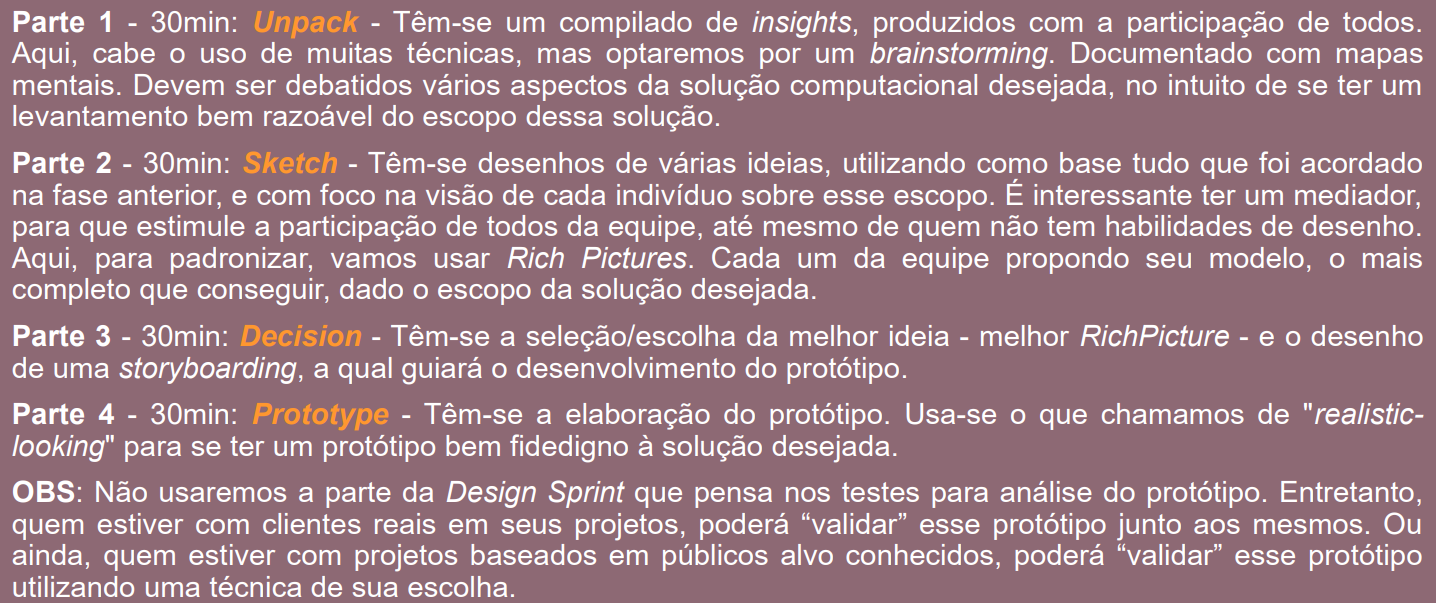 Parte 1 - 30min: Unpack - Têm-se um compilado de insights, produzidos com a participação de todos.
Aqui, cabe o uso de muitas técnicas, mas optaremos por um brainstorming. Documentado com mapas
mentais. Devem ser debatidos vários aspectos da solução computacional desejada, no intuito de se ter um
levantamento bem razoável do escopo dessa solução.
Parte 2 - 30min: Sketch - Têm-se desenhos de várias ideias, utilizando como base tudo que foi acordado
na fase anterior, e com foco na visão de cada indivíduo sobre esse escopo. É interessante ter um mediador,
para que estimule a participação de todos da equipe, até mesmo de quem não tem habilidades de desenho.
Aqui, para padronizar, vamos usar Rich Pictures. Cada um da equipe propondo seu modelo, o mais
completo que conseguir, dado o escopo da solução desejada.
Parte 3 - 30min: Decision - Têm-se a seleção/escolha da melhor ideia - melhor RichPicture - e o desenho
de uma storyboarding, a qual guiará o desenvolvimento do protótipo.
Parte 4 - 30min: Prototype - Têm-se a elaboração do protótipo. Usa-se o que chamamos de "realistic-
looking" para se ter um protótipo bem fidedigno à solução desejada.
OBS: Não usaremos a parte da Design Sprint que pensa nos testes para análise do protótipo. Entretanto,
quem estiver com clientes reais em seus projetos, poderá “validar” esse protótipo junto aos mesmos. Ou
ainda, quem estiver com projetos baseados em públicos alvo conhecidos, poderá “validar” esse protótipo
utilizando uma técnica de sua escolha.